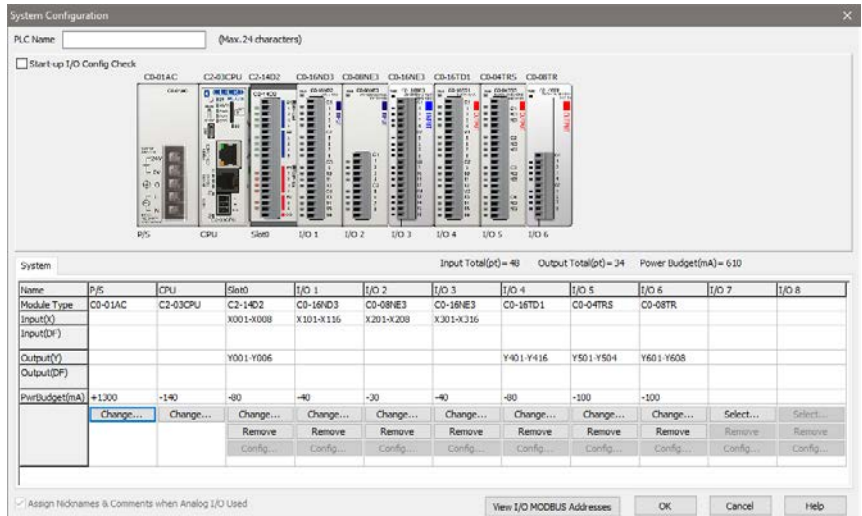 System Configuration
PLC Name (Max. 24 characters)
Start-up I/O Config Check
C0-01AC C2-03CPU C2-14D2 C0-16ND3 C0-08NE3 C0-16NE3 C0-16TD1 C0-04TRS C0-08TR
P/S CPU Slot0 I/O 1 I/O 2 I/O 3 I/O 4 I/O 5 I/O 6
System Input Total(pt)= 48 Output Total(pt)= 34 Power Budget(mA)= 610
Name P/S CPU Slot0 I/O 1 I/O 2 I/O 3 I/O 4 I/O 5 I/O 6 I/O 7 I/O 8
Module Type C0-01AC C2-03CPU C2-14D2 C0-16ND3 C0-08NE3 C0-16NE3 C0-16TD1 C0-04TRS C0-08TR
Input(X) X001-X008 X101-X116 X201-X208 X301-X316
Input(DF)
Output(Y) Y001-Y006 Y401-Y416 Y501-Y504 Y601-Y608
Output(DF)
PwrBudget(mA) +1300 -140 -80 -40 -30 -40 -80 -100 -100
Change... Change... Change... Change... Change... Change... Change... Change... Change... Select... Select...
Remove Remove Remove Remove Remove Remove Remove Remove Remove
Config... Config... Config... Config... Config... Config... Config... Config... Config...
Assign Nicknames & Comments when Analog I/O Used View I/O MODBUS Addresses OK Cancel Help